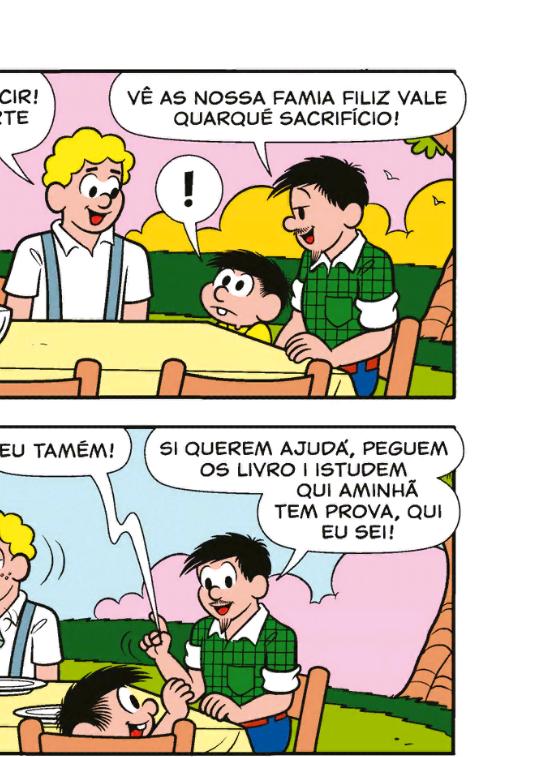 CIR!
RTE
VÊ AS NOSSA FAMIA FILIZ VALE
QUARQUÉ SACRIFÍCIO!
!
EU TAMÉM!
SI QUEREM AJUDÁ, PEGUEM
OS LIVRO I ISTUDEM
QUI AMINHÃ
TEM PROVA, QUI
EU SEI!